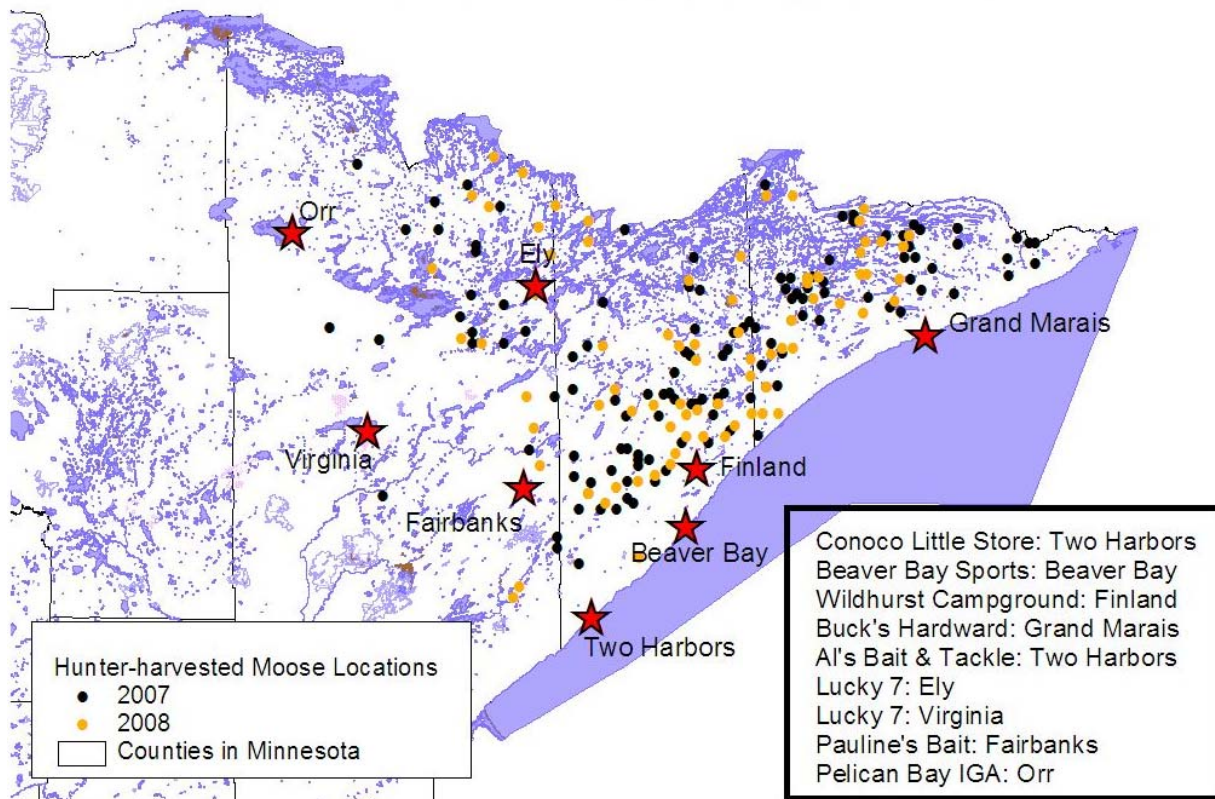 Orr
Ely
Grand Marais
Virginia
Finland
Fairbanks
Beaver Bay
Two Harbors
Hunter-harvested Moose Locations
2007
2008
Counties in Minnesota
Conoco Little Store: Two Harbors
Beaver Bay Sports: Beaver Bay
Wildhurst Campground: Finland
Buck's Hardward: Grand Marais
Al's Bait & Tackle: Two Harbors
Lucky 7: Ely
Lucky 7: Virginia
Pauline's Bait: Fairbanks
Pelican Bay IGA: Orr